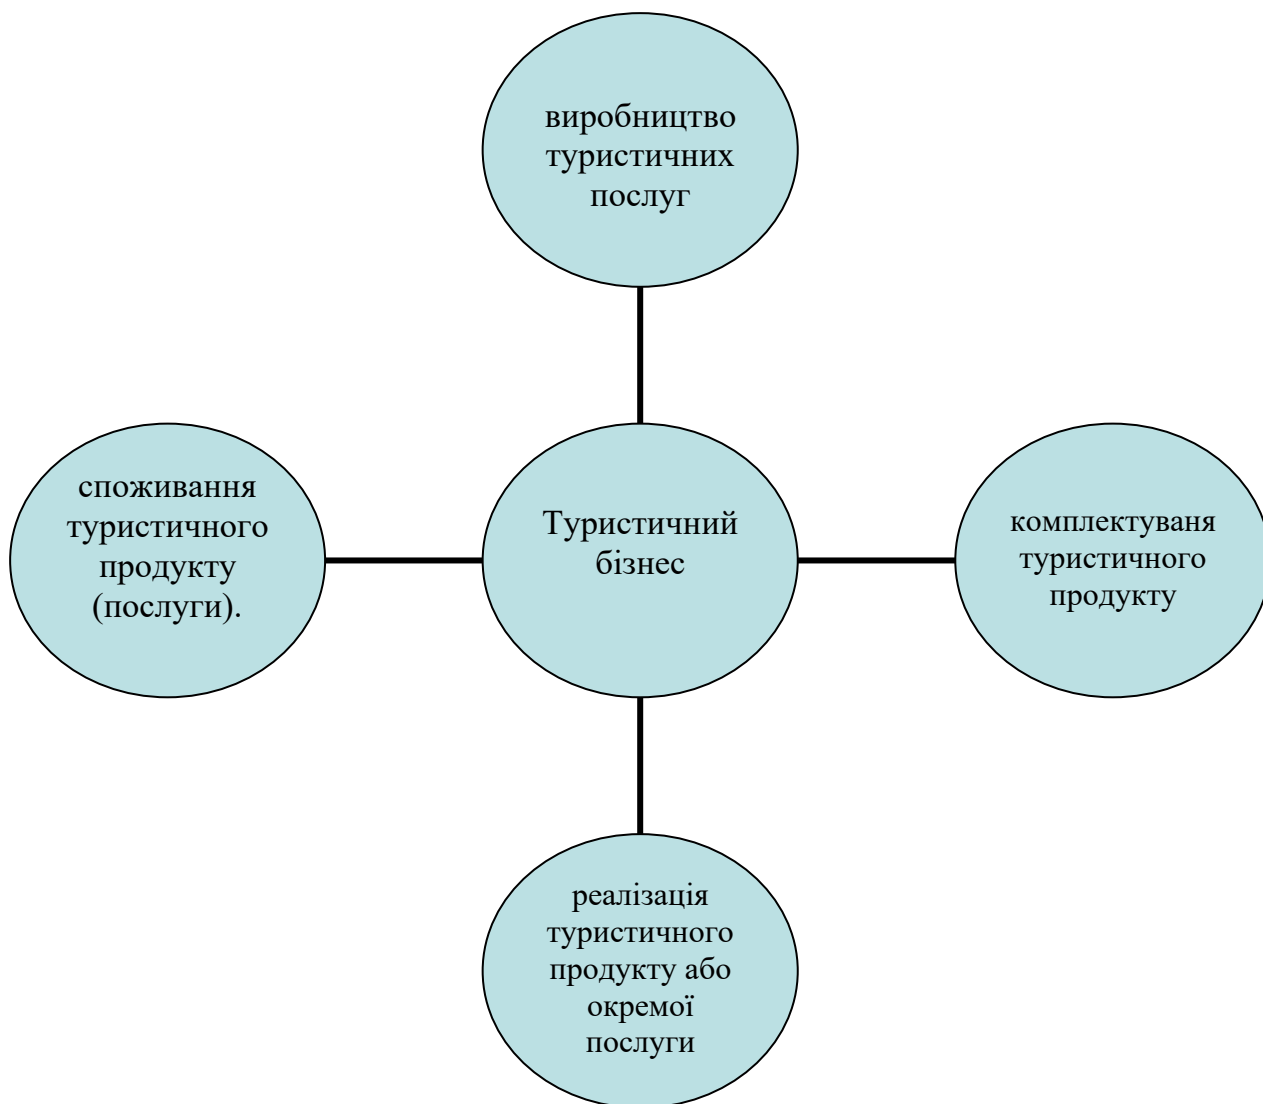 виробництво
туристичних
послуг
споживання
туристичного
продукту
(послуги).
Туристичний
бізнес
комплектуваня
туристичного
продукту
реалізація
туристичного
продукту або
окремої
послуги